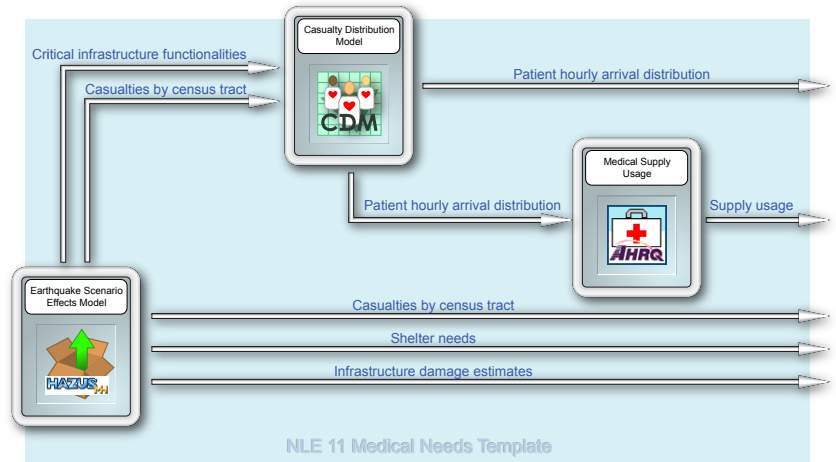 Casualty Distribution
Model
Critical infrastructure functionalities
Casualties by census tract
Patient hourly arrival distribution
CDM
Medical Supply
Usage
Patient hourly arrival distribution
Supply usage
AHRQ
Earthquake Scenario
Effects Model
Casualties by census tract
Shelter needs
Infrastructure damage estimates
HAZUS MH
NLE 11 Medical Needs Template